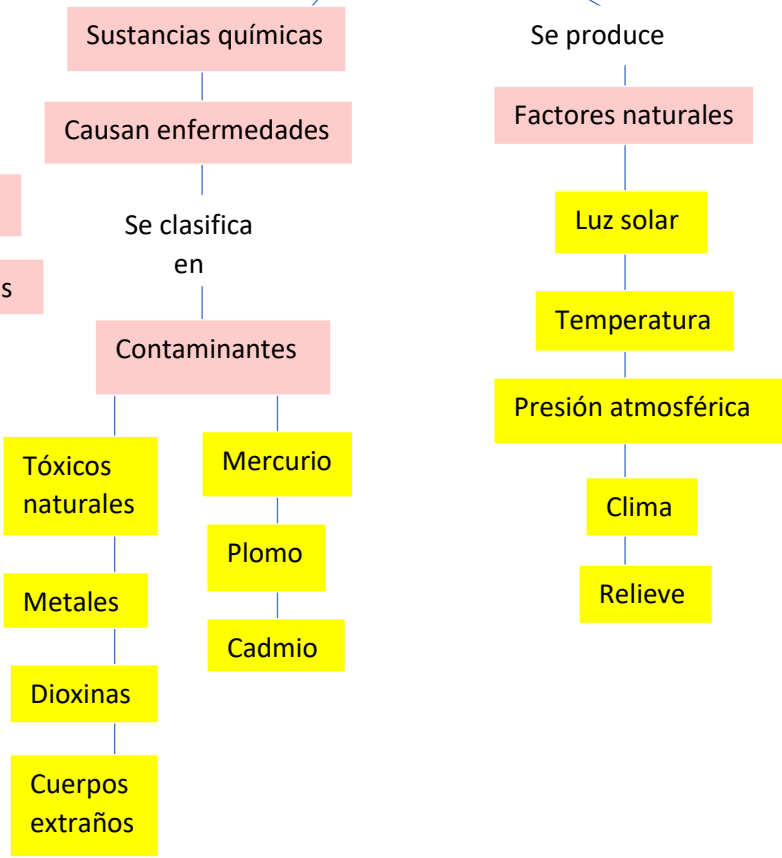 Sustancias químicas
Causan enfermedades
Se clasifica
en
Contaminantes
Tóxicos
naturales
Metales
Dioxinas
Cuerpos
extraños
Mercurio
Plomo
Cadmio
Se produce
Factores naturales
Luz solar
Temperatura
Presión atmosférica
Clima
Relieve